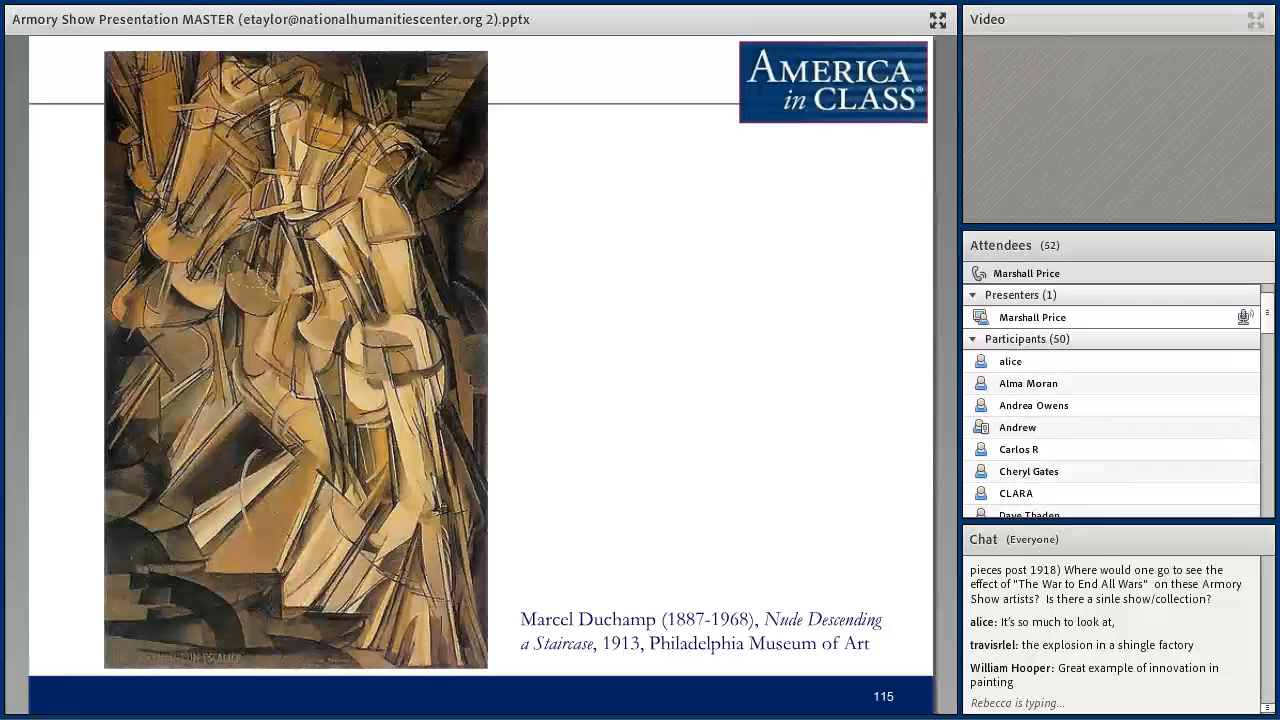 Armory Show Presentation MASTER (etaylor@nationalhumanitiescenter.org 2).pptx
AMERICA
in CLASS®
Marcel Duchamp (1887-1968), Nude Descending
a Staircase, 1913, Philadelphia Museum of Art
115
Video
Attendees (52)
Marshall Price
Presenters (1)
Marshall Price
Participants (50)
alice
Alma Moran
Andrea Owens
Andrew
Carlos R
Cheryl Gates
CLARA
Dave Thaden
Chat (Everyone)
pieces post 1918) Where would one go to see the
effect of "The War to End All Wars" on these Armory
Show artists? Is there a sinle show/collection?
alice: It's so much to look at,
travisrlel: the explosion in a shingle factory
William Hooper: Great example of innovation in
painting
Rebecca is typing...